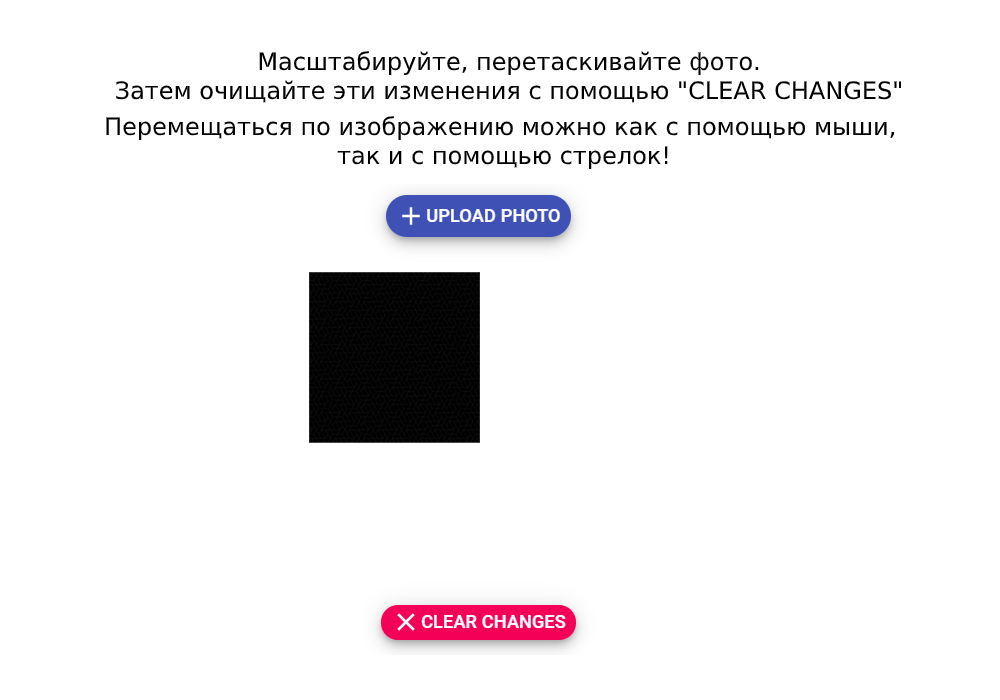 Масштабируйте, перетаскивайте фото.
Затем очищайте эти изменения с помощью "CLEAR CHANGES"
Перемещаться по изображению можно как с помощью мыши,
так и с помощью стрелок!
UPLOAD PHOTO
CLEAR CHANGES